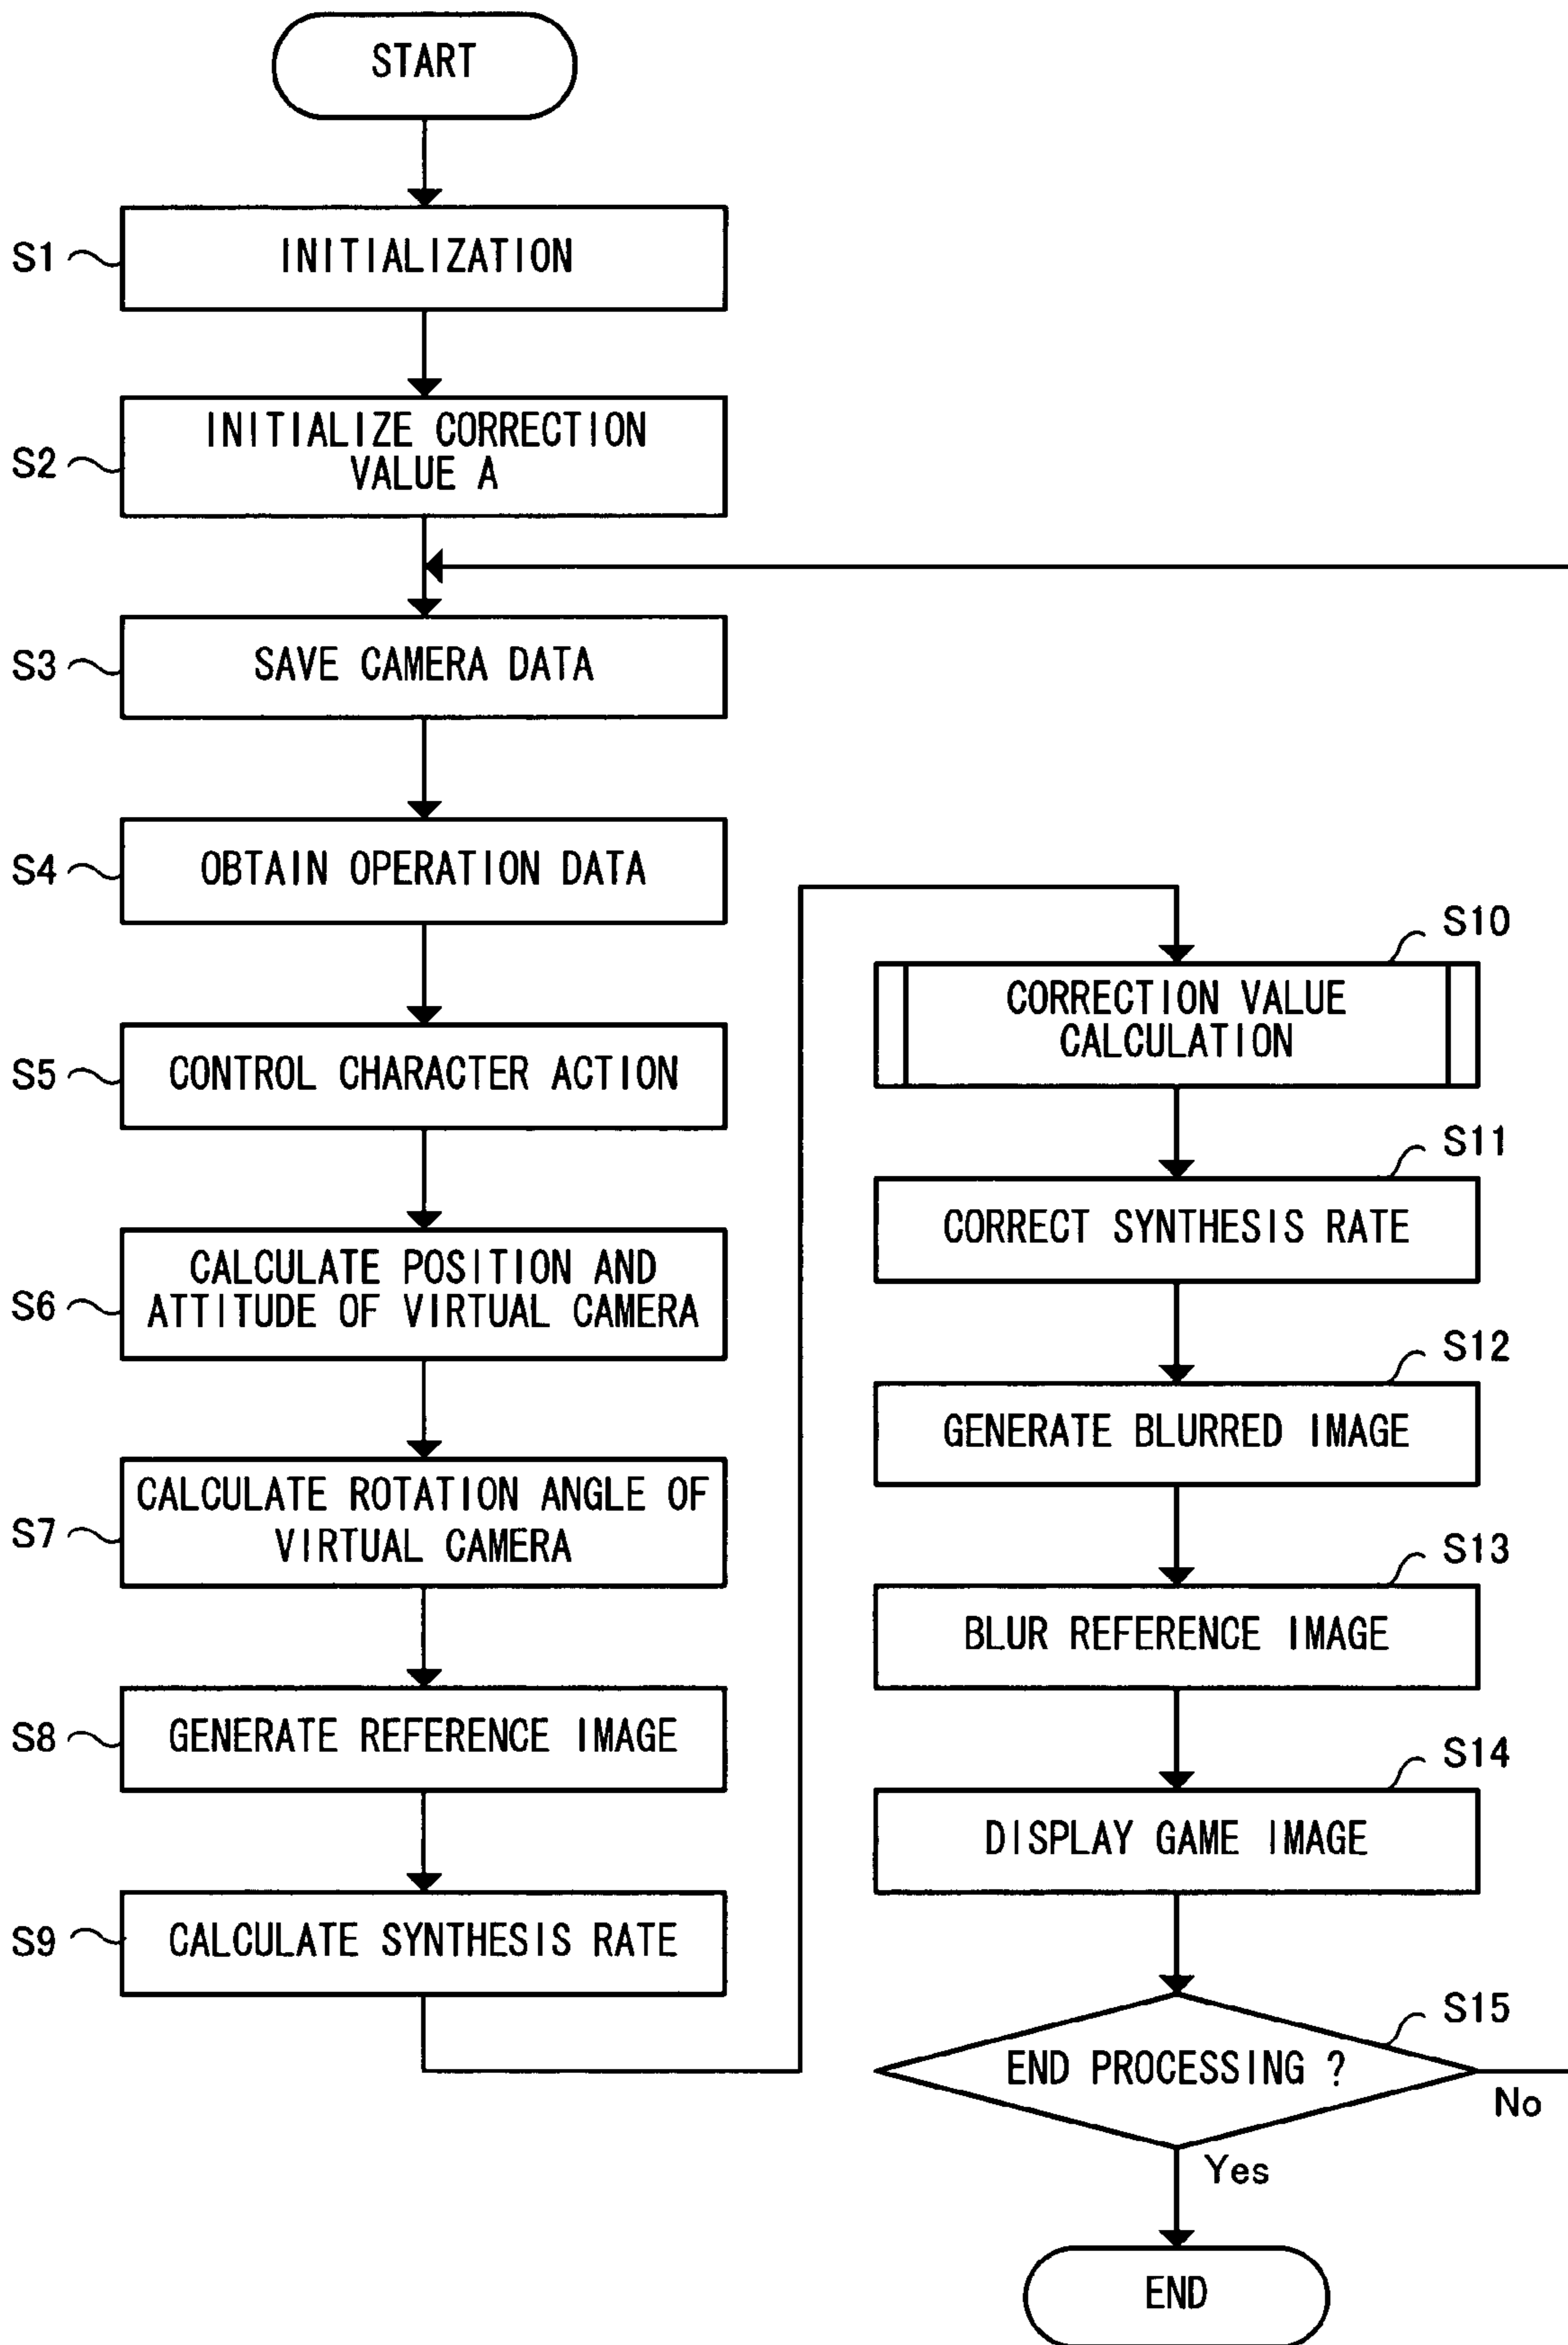 START
S1
INITIALIZATION
S2
INITIALIZE CORRECTION
VALUE A
S3
SAVE CAMERA DATA
S4
OBTAIN OPERATION DATA
S5
CONTROL CHARACTER ACTION
S6
CALCULATE POSITION AND
ATTITUDE OF VIRTUAL CAMERA
S7
CALCULATE ROTATION ANGLE OF
VIRTUAL CAMERA
S8
GENERATE REFERENCE IMAGE
S9
CALCULATE SYNTHESIS RATE
S10
CORRECTION VALUE
CALCULATION
S11
CORRECT SYNTHESIS RATE
S12
GENERATE BLURRED IMAGE
S13
BLUR REFERENCE IMAGE
S14
DISPLAY GAME IMAGE
S15
END PROCESSING ?
No
Yes
END